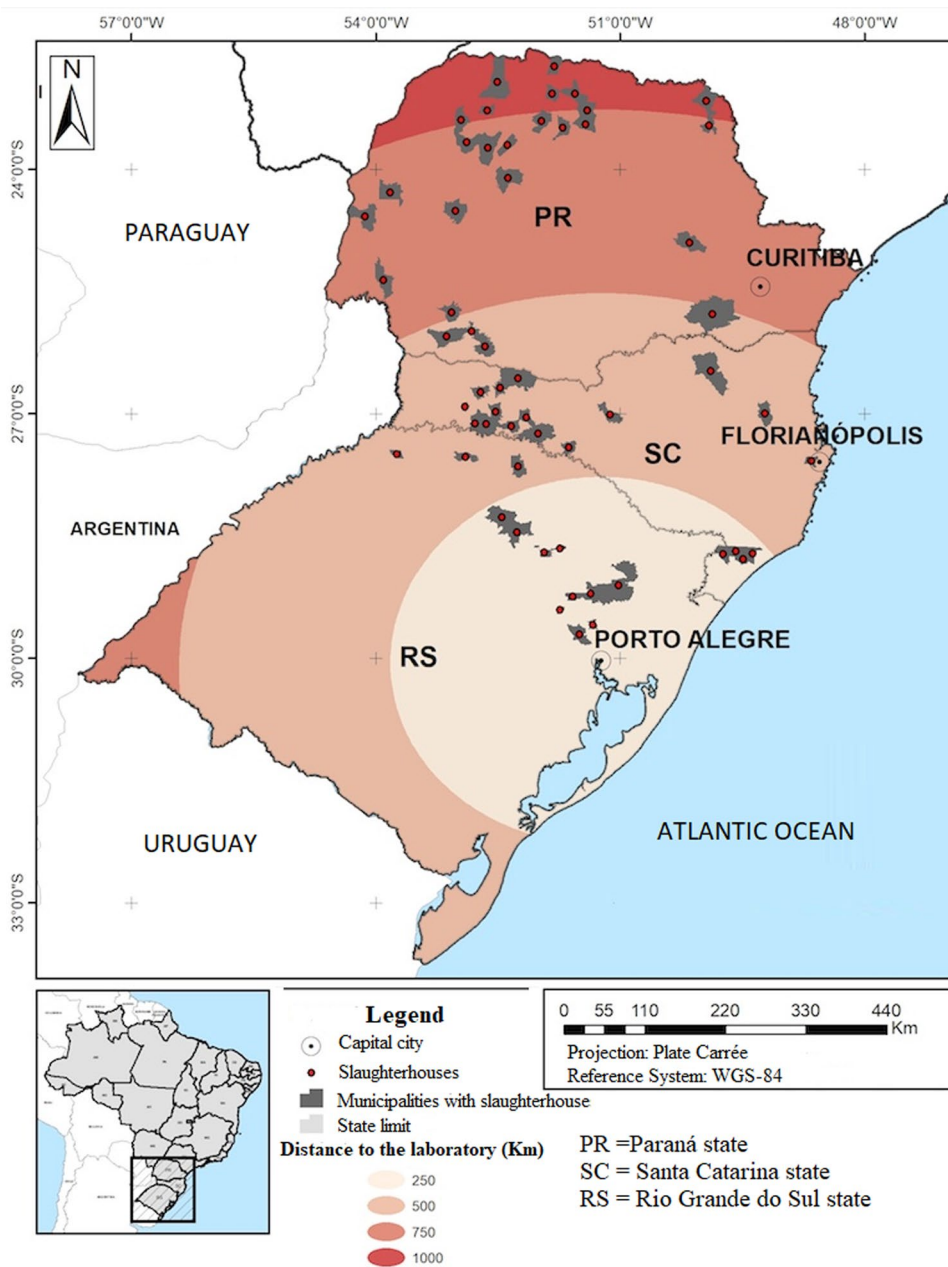 57°0'0"W 54°0'0"W 51°0'0"W 48°0'0"W
N
24°0'0"S
PR
PARAGUAY
CURITIBA
27°0'0"S
FLORIANÓPOLIS
SC
ARGENTINA
PORTO ALEGRE
RS
30°0'0"S
URUGUAY
ATLANTIC OCEAN
33°0'0"S
Legend
Capital city
Slaughterhouses
Municipalities with slaughterhouse
State limit
Distance to the laboratory (Km)
250
500
750
1000
0 55 110 220 330 440
Km
Projection: Plate Carrée
Reference System: WGS-84
PR =Paraná state
SC = Santa Catarina state
RS = Rio Grande do Sul state